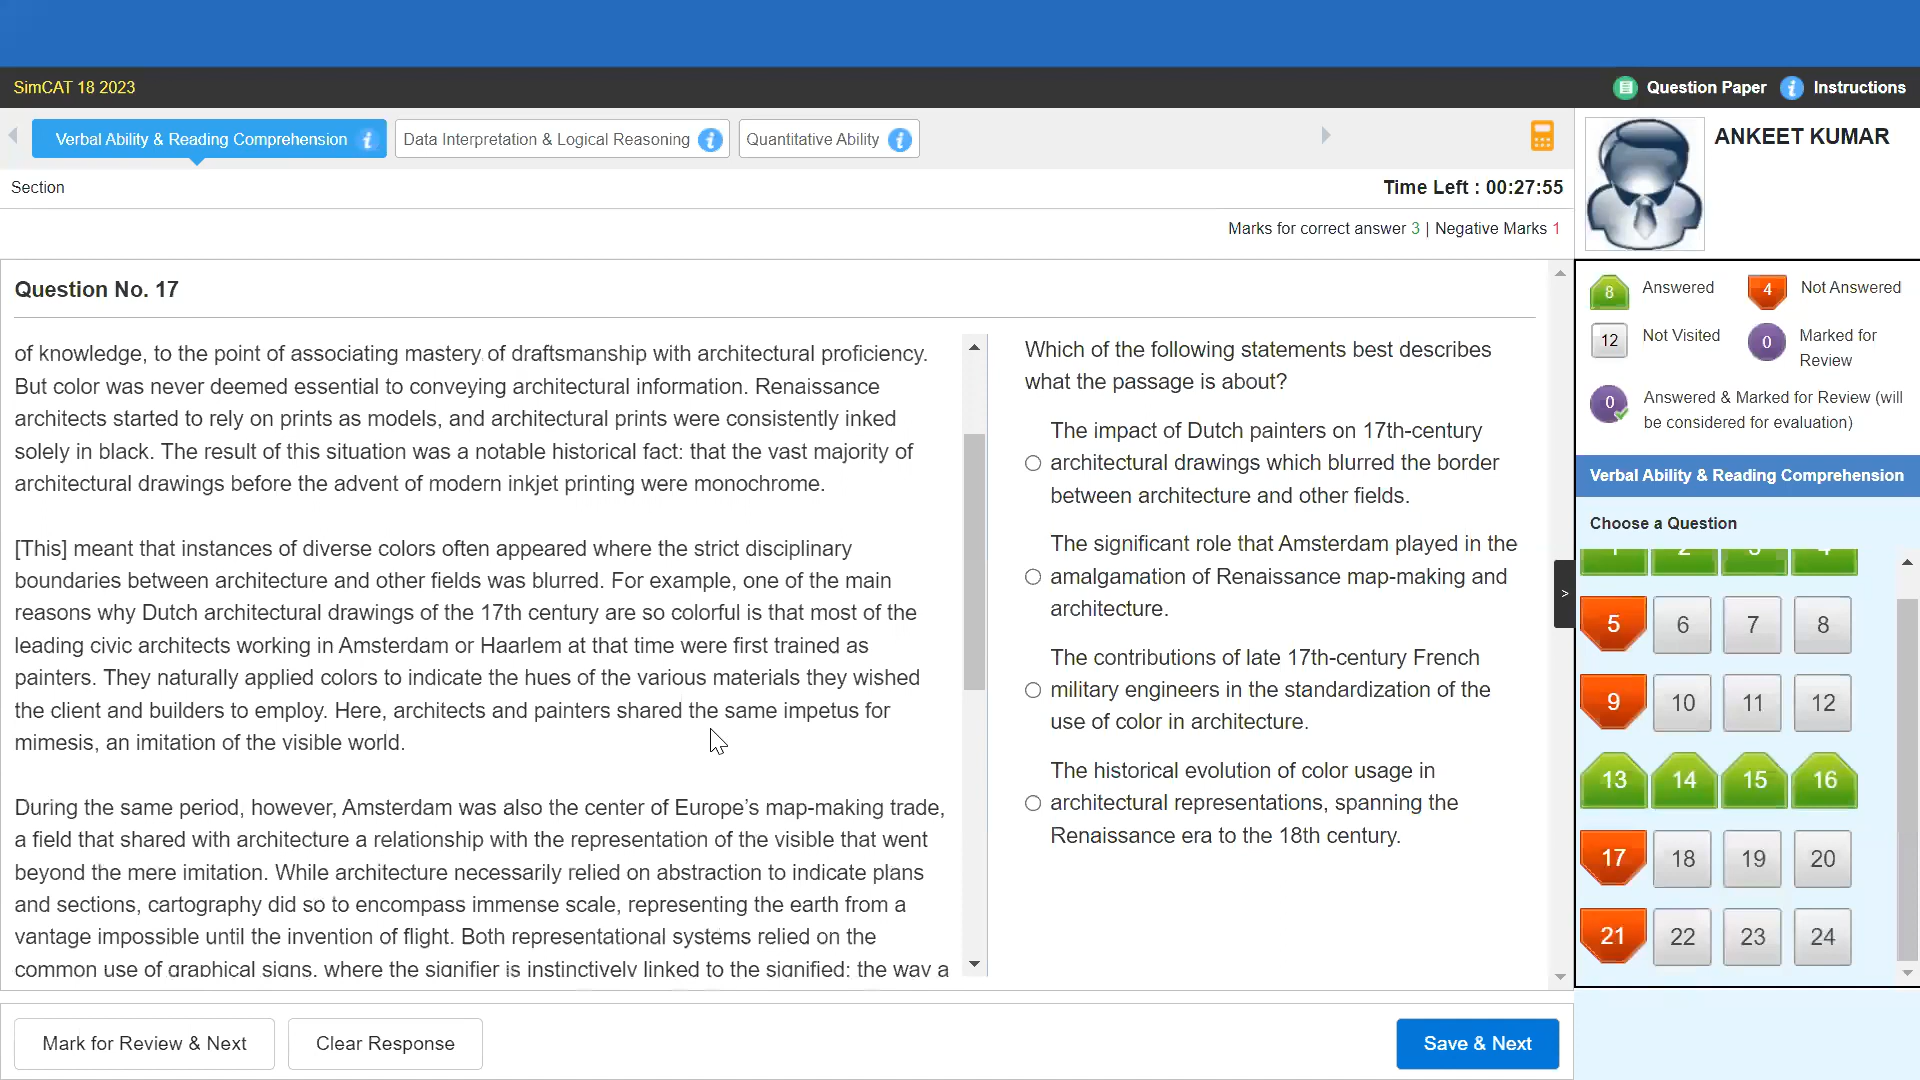 SimCAT 18 2023
Question Paper
Instructions
Verbal Ability & Reading Comprehension
Data Interpretation & Logical Reasoning
Quantitative Ability
ANKEET KUMAR
Section
Time Left : 00:27:55
Marks for correct answer 3 | Negative Marks 1
Question No. 17
of knowledge, to the point of associating mastery of draftsmanship with architectural proficiency.
But color was never deemed essential to conveying architectural information. Renaissance
architects started to rely on prints as models, and architectural prints were consistently inked
solely in black. The result of this situation was a notable historical fact: that the vast majority of
architectural drawings before the advent of modern inkjet printing were monochrome.
[This] meant that instances of diverse colors often appeared where the strict disciplinary
boundaries between architecture and other fields was blurred. For example, one of the main
reasons why Dutch architectural drawings of the 17th century are so colorful is that most of the
leading civic architects working in Amsterdam or Haarlem at that time were first trained as
painters. They naturally applied colors to indicate the hues of the various materials they wished
the client and builders to employ. Here, architects and painters shared the same impetus for
mimesis, an imitation of the visible world.
During the same period, however, Amsterdam was also the center of Europe's map-making trade,
a field that shared with architecture a relationship with the representation of the visible that went
beyond the mere imitation. While architecture necessarily relied on abstraction to indicate plans
and sections, cartography did so to encompass immense scale, representing the earth from a
vantage impossible until the invention of flight. Both representational systems relied on the
common use of graphical signs, where the signifier is instinctively linked to the signified: the way a
Which of the following statements best describes
what the passage is about?
The impact of Dutch painters on 17th-century
architectural drawings which blurred the border
between architecture and other fields.
The significant role that Amsterdam played in the
amalgamation of Renaissance map-making and
architecture.
The contributions of late 17th-century French
military engineers in the standardization of the
use of color in architecture.
The historical evolution of color usage in
architectural representations, spanning the
Renaissance era to the 18th century.
8 Answered
4 Not Answered
12 Not Visited
0 Marked for
Review
0 Answered & Marked for Review (will
be considered for evaluation)
Verbal Ability & Reading Comprehension
Choose a Question
1 2 3 4
5 6 7 8
9 10 11 12
13 14 15 16
17 18 19 20
21 22 23 24
>
Mark for Review & Next
Clear Response
Save & Next